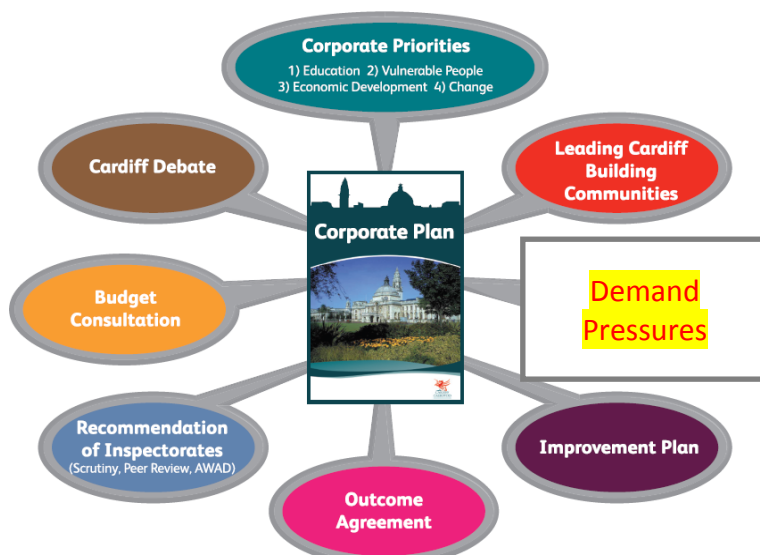 Corporate Priorities
1) Education 2) Vulnerable People
3) Economic Development 4) Change
Cardiff Debate
Leading Cardiff
Building
Communities
Corporate Plan
Budget
Consultation
Demand
Pressures
Recommendation
of Inspectorates
(Scrutiny, Peer Review, AWAD)
Improvement Plan
Outcome
Agreement